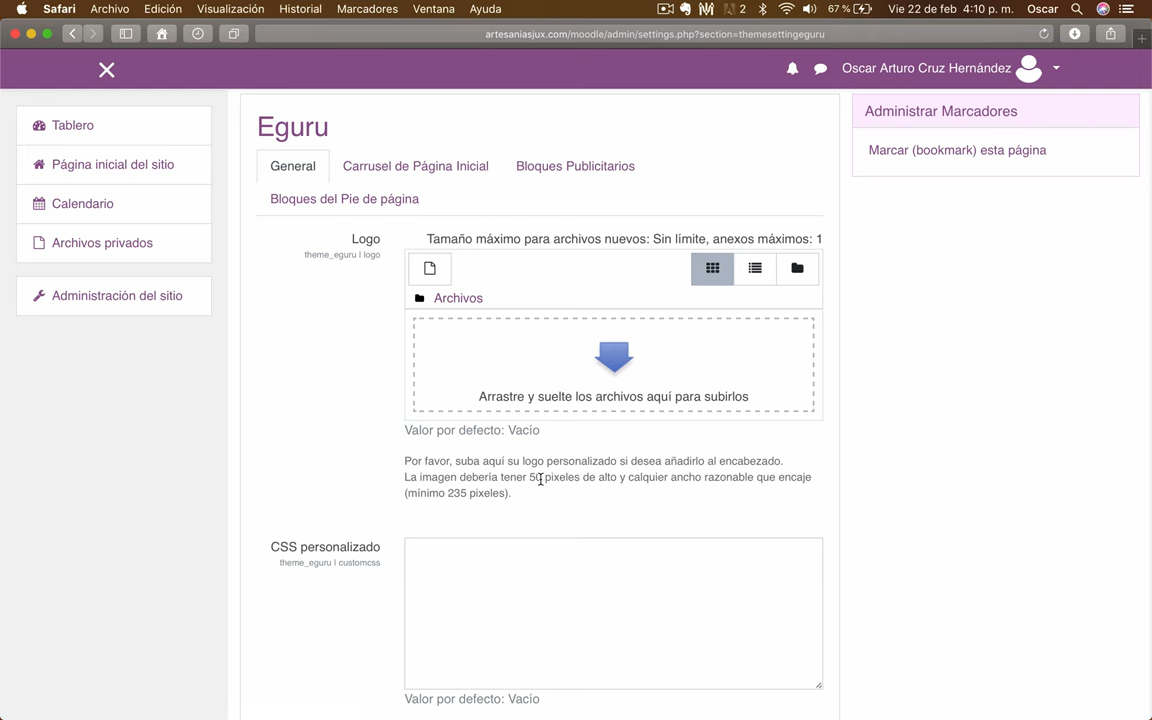 Safari Archivo Edición Visualización Historial Marcadores Ventana Ayuda 2 67 % Vie 22 de feb 4:10 p. m. Oscar
artesaniasjux.com/moodle/admin/settings.php?section=themesettingeguru
Oscar Arturo Cruz Hernández
Tablero
Página inicial del sitio
Calendario
Archivos privados
Administración del sitio
Eguru
General Carrusel de Página Inicial Bloques Publicitarios
Bloques del Pie de página
Logo
theme_eguru | logo
Tamaño máximo para archivos nuevos: Sin límite, anexos máximos: 1
Archivos
Arrastre y suelte los archivos aquí para subirlos
Valor por defecto: Vacío
Por favor, suba aquí su logo personalizado si desea añadirlo al encabezado.
La imagen debería tener 50 pixeles de alto y calquier ancho razonable que encaje
(mínimo 235 pixeles).
CSS personalizado
theme_eguru | customcss
Valor por defecto: Vacío
Administrar Marcadores
Marcar (bookmark) esta página